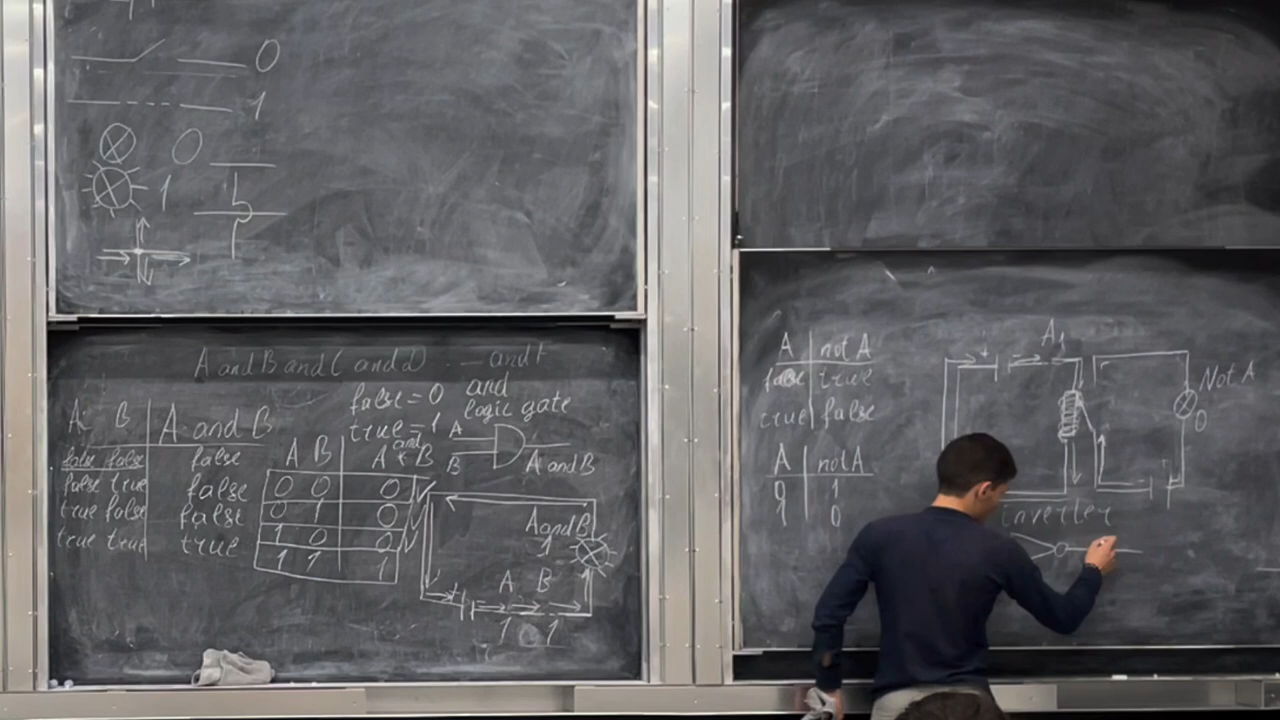 0
1
0
1
A and B and C and d ... and F
false = 0 and
true = 1 logic gate
A B A and B
false false false
false true false
true false false
true true true
and
A B A * B
0 0 0
0 1 0
1 0 0
1 1 1
A
B
A and B
A and B
1
A B
1 1
A not A
false true
true false
A not A
0 1
1 0
A1
Not A
0
inverter